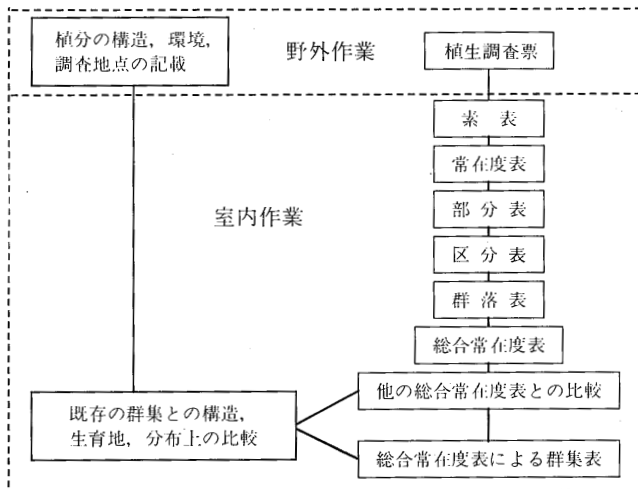 植分の構造，環境，
調査地点の記載
野外作業
植生調査票
素表
常在度表
室内作業
部分表
区分表
群落表
総合常在度表
他の総合常在度表との比較
既存の群集との構造，
生育地，分布上の比較
総合常在度表による群集表